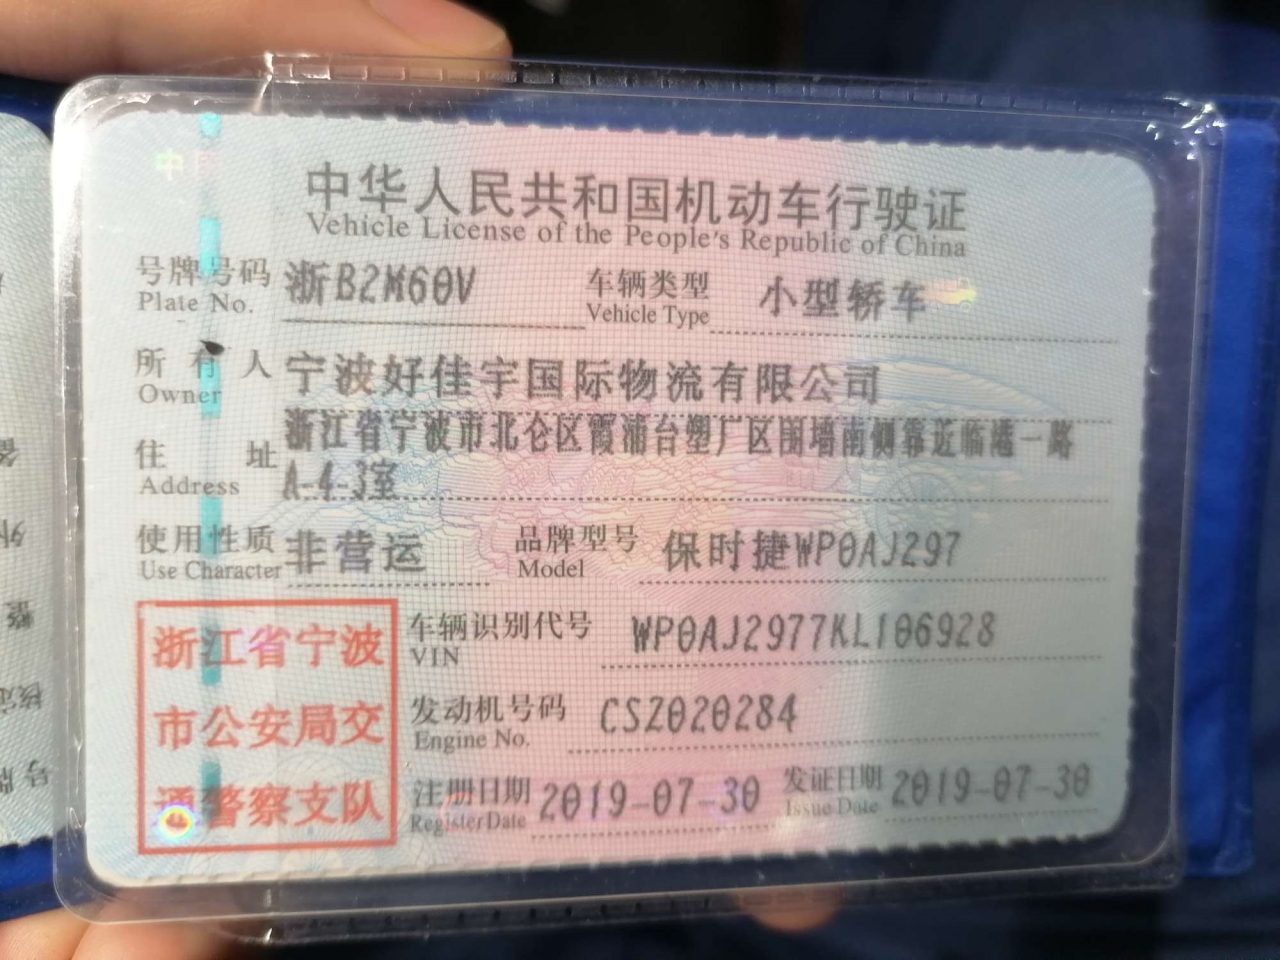 中华人民共和国机动车行驶证
Vehicle License of the People's Republic of China
号牌号码 浙B2M60V 车辆类型 小型轿车
Plate No. Vehicle Type
所有人 宁波好佳宇国际物流有限公司
Owner
住址 浙江省宁波市北仑区霞浦台塑厂区围墙南侧靠近临港一路
Address A-4-3室
使用性质 非营运 品牌型号 保时捷WP0AJ297
Use Character Model
浙江省宁波
市公安局交
通警察支队
车辆识别代号 WP0AJ2977KL106928
VIN
发动机号码 CSZ020284
Engine No.
注册日期 2019-07-30 发证日期 2019-07-30
Register Date Issue Date